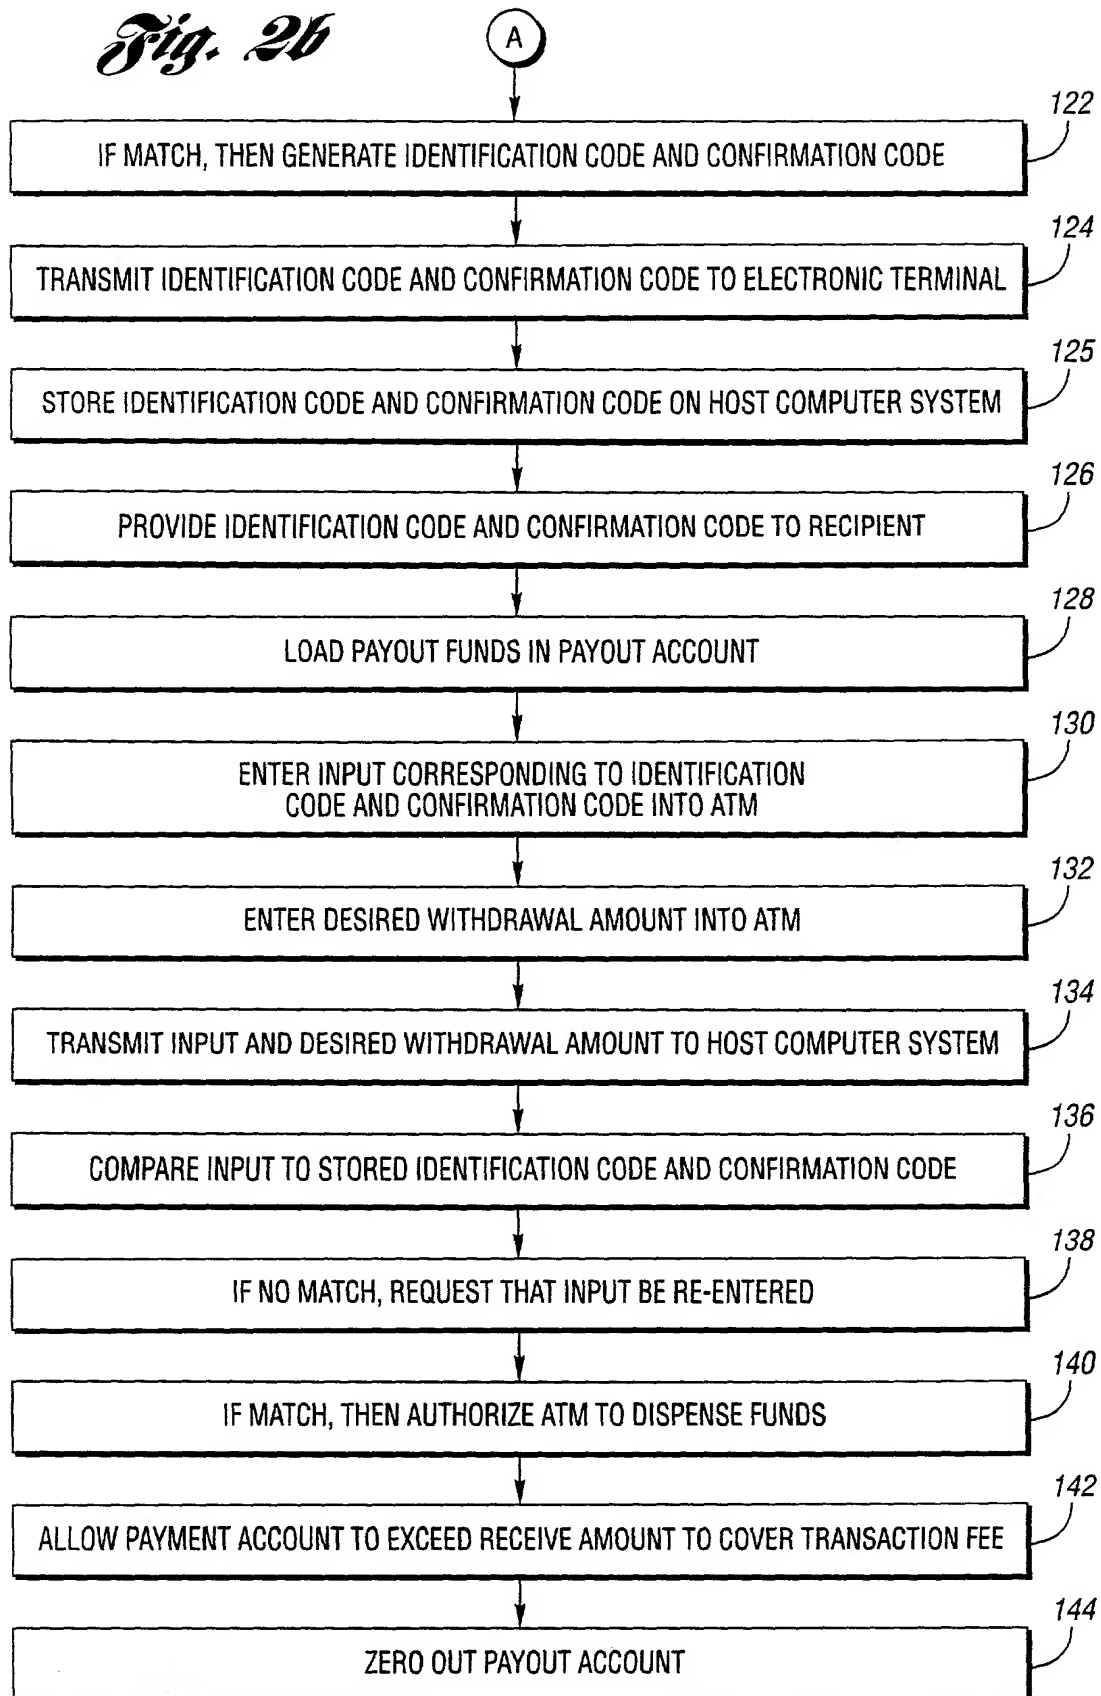 Fig. 2b
A
122
IF MATCH, THEN GENERATE IDENTIFICATION CODE AND CONFIRMATION CODE
124
TRANSMIT IDENTIFICATION CODE AND CONFIRMATION CODE TO ELECTRONIC TERMINAL
125
STORE IDENTIFICATION CODE AND CONFIRMATION CODE ON HOST COMPUTER SYSTEM
126
PROVIDE IDENTIFICATION CODE AND CONFIRMATION CODE TO RECIPIENT
128
LOAD PAYOUT FUNDS IN PAYOUT ACCOUNT
130
ENTER INPUT CORRESPONDING TO IDENTIFICATION
CODE AND CONFIRMATION CODE INTO ATM
132
ENTER DESIRED WITHDRAWAL AMOUNT INTO ATM
134
TRANSMIT INPUT AND DESIRED WITHDRAWAL AMOUNT TO HOST COMPUTER SYSTEM
136
COMPARE INPUT TO STORED IDENTIFICATION CODE AND CONFIRMATION CODE
138
IF NO MATCH, REQUEST THAT INPUT BE RE-ENTERED
140
IF MATCH, THEN AUTHORIZE ATM TO DISPENSE FUNDS
142
ALLOW PAYMENT ACCOUNT TO EXCEED RECEIVE AMOUNT TO COVER TRANSACTION FEE
144
ZERO OUT PAYOUT ACCOUNT